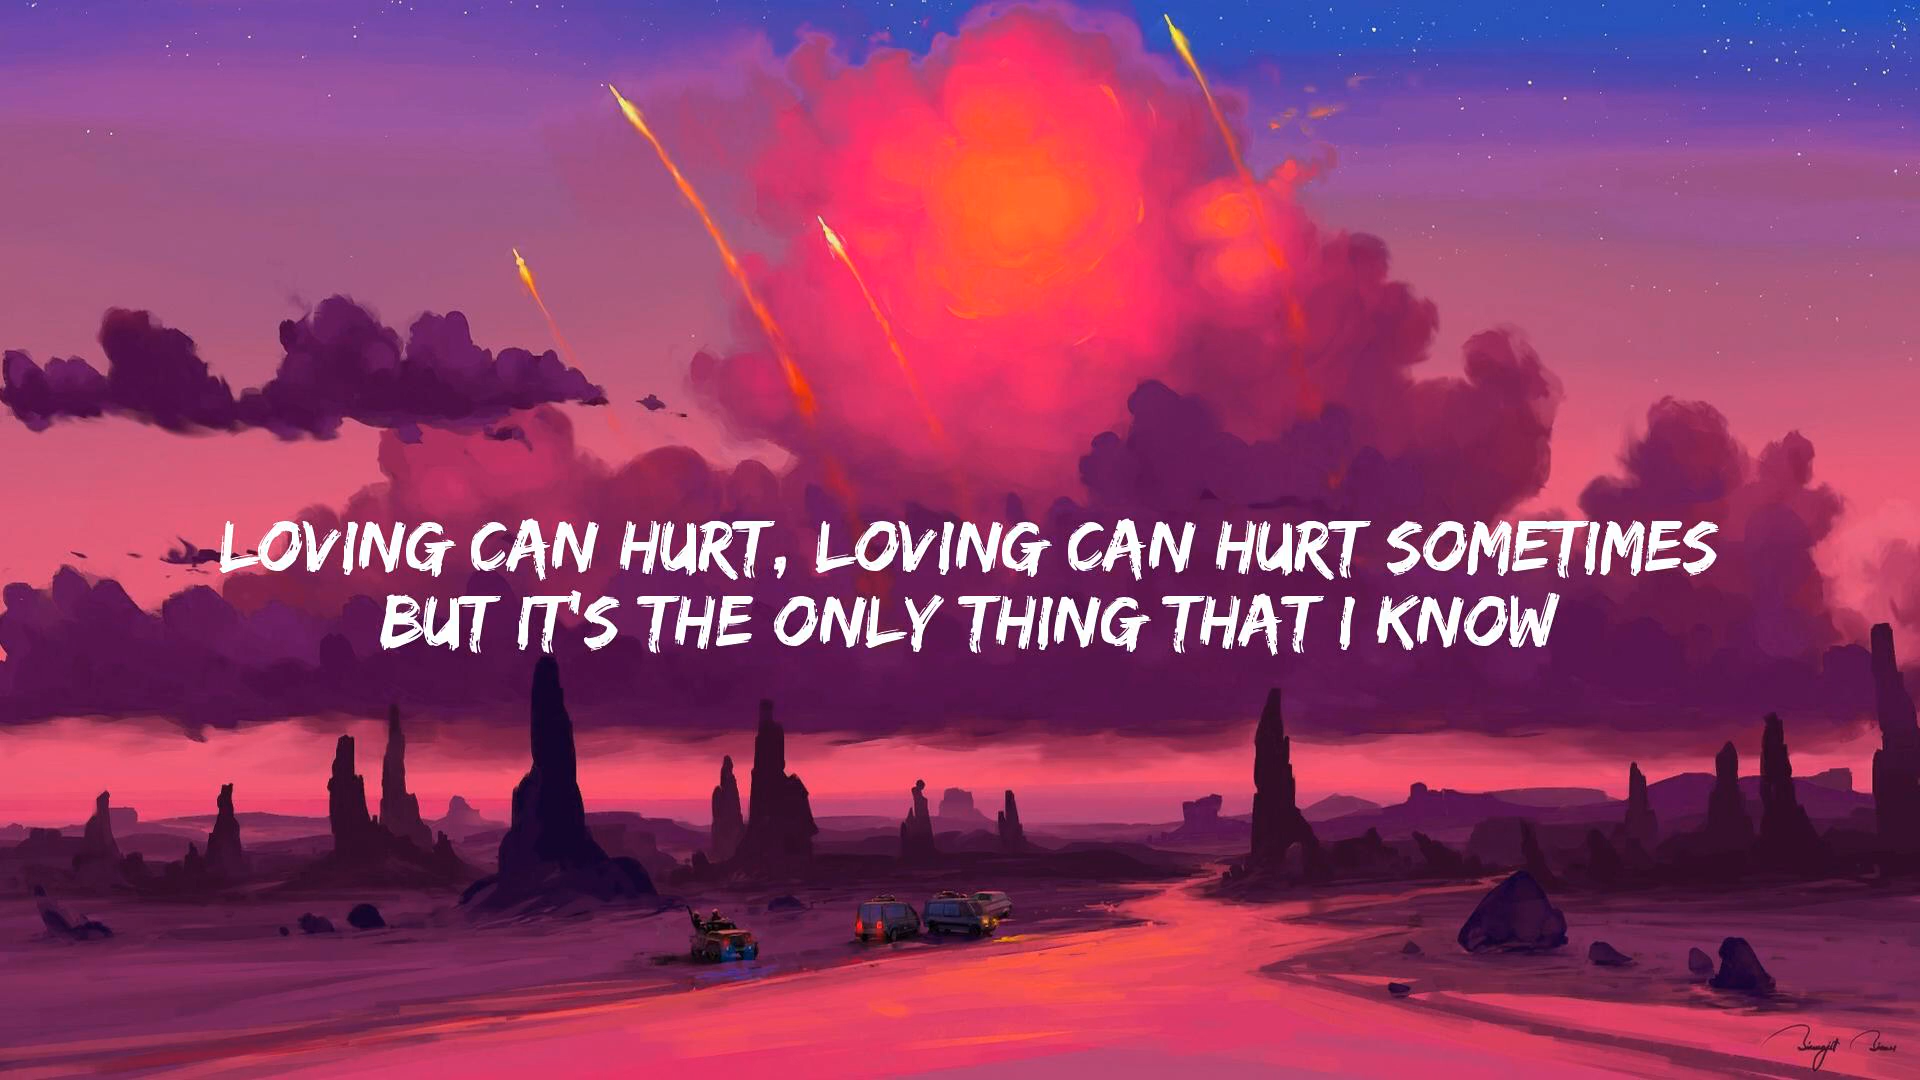 LOVING CAN HURT, LOVING CAN HURT SOMETIMES
BUT IT'S THE ONLY THING THAT I KNOW